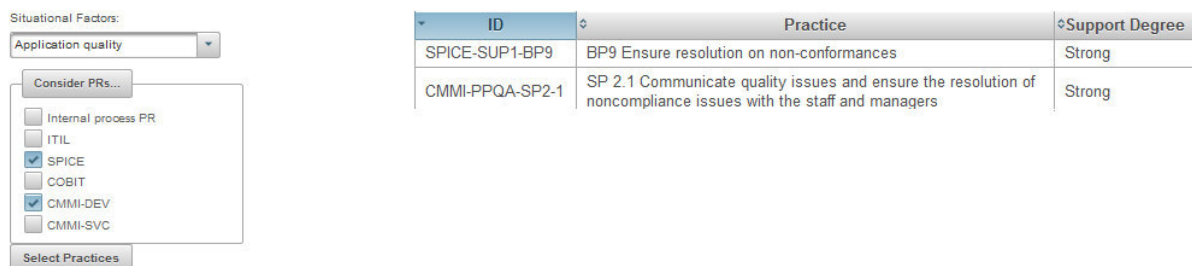 Situational Factors:
Application quality
Consider PRs...
Internal process PR
ITIL
SPICE
COBIT
CMMI-DEV
CMMI-SVC
Select Practices
ID Practice Support Degree
SPICE-SUP1-BP9 BP9 Ensure resolution on non-conformances Strong
CMMI-PPQA-SP2-1 SP 2.1 Communicate quality issues and ensure the resolution of
noncompliance issues with the staff and managers Strong